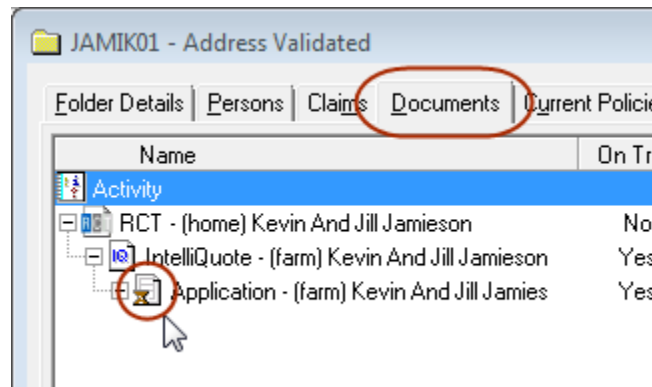 JAMIK01 - Address Validated
Folder Details Persons Claims Documents Current Policie
Name On Tr
Activity
RCT - (home) Kevin And Jill Jamieson No
IQ IntelliQuote - (farm) Kevin And Jill Jamieson Yes
Application - (farm) Kevin And Jill Jamies Yes